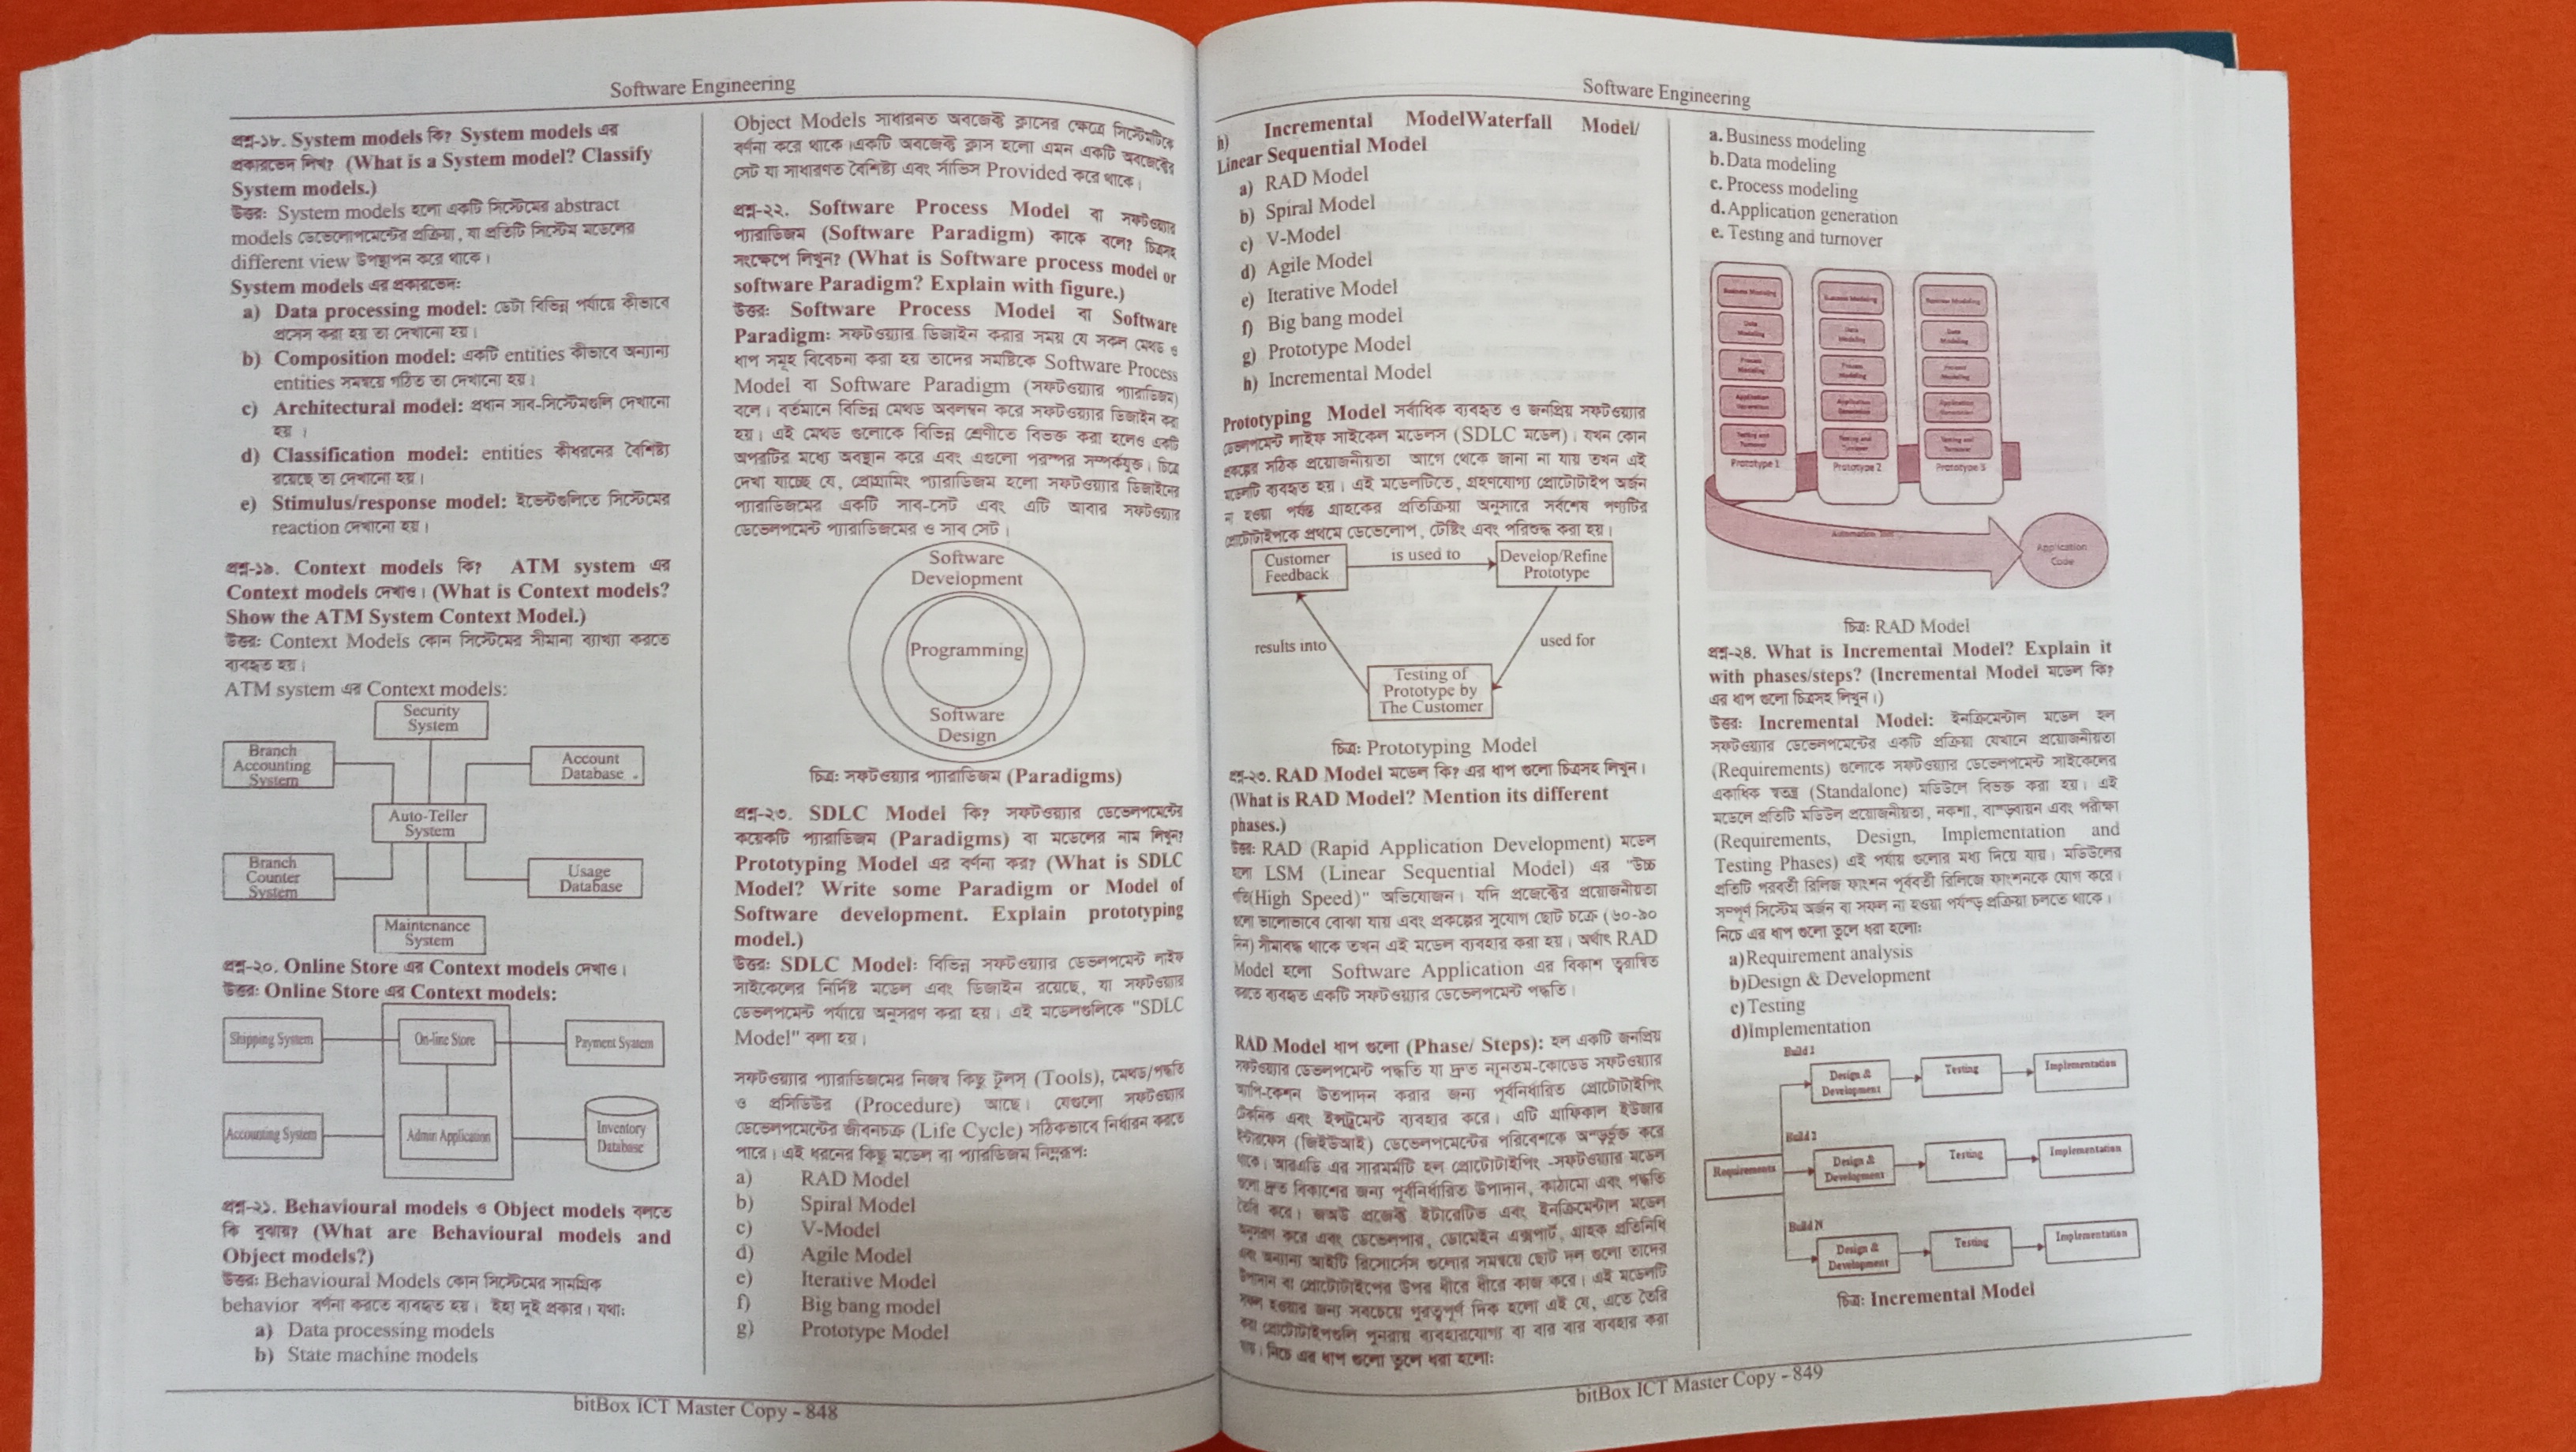 Software Engineering
প্রশ্ন-১৮. System models কি? System models এর
প্রকারভেদ লিখ? (What is a System model? Classify
System models.)
উত্তর: System models হলো একটি সিস্টেমের abstract
models ডেভেলোপমেন্টের প্রক্রিয়া, যা প্রতিটি সিস্টেম মডেলের
different view উপস্থাপন করে থাকে।
System models এর প্রকারভেদ:
a) Data processing model: ডেটা বিভিন্ন পর্যায়ে কীভাবে
প্রসেস করা হয় তা দেখানো হয়।
b) Composition model: একটি entities কীভাবে অন্যান্য
entities সমন্বয়ে গঠিত তা দেখানো হয়।
c) Architectural model: প্রধান সাব-সিস্টেমগুলি দেখানো
হয় ।
d) Classification model: entities কীধরনের বৈশিষ্ট্য
রয়েছে তা দেখানো হয়।
e) Stimulus/response model: ইভেন্টগুলিতে সিস্টেমের
reaction দেখানো হয়।
প্রশ্ন-১৯. Context models কি? ATM system এর
Context models দেখাও। (What is Context models?
Show the ATM System Context Model.)
উত্তর: Context Models কোন সিস্টেমের সীমানা ব্যাখ্যা করতে
ব্যবহৃত হয়।
ATM system এর Context models:
Security
System
Branch
Accounting
System
Account
Database
Auto-Teller
System
Branch
Counter
System
Usage
Database
Maintenance
System
প্রশ্ন-২০. Online Store এর Context models দেখাও।
উত্তর: Online Store এর Context models:
Shipping System
On-line Store
Payment System
Accounting System
Admin Application
Inventory
Database
প্রশ্ন-২১. Behavioural models ও Object models বলতে
কি বুঝায়? (What are Behavioural models and
Object models?)
উত্তর: Behavioural Models কোন সিস্টেমের সামগ্রিক
behavior বর্ণনা করতে ব্যবহৃত হয়। ইহা দুই প্রকার। যথা:
a) Data processing models
b) State machine models
Object Models সাধারনত অবজেক্ট ক্লাসের ক্ষেত্রে সিস্টেমটিকে
বর্ণনা করে থাকে।একটি অবজেক্ট ক্লাস হলো এমন একটি অবজেক্টের
সেট যা সাধারণত বৈশিষ্ট্য এবং সার্ভিস Provided করে থাকে।
প্রশ্ন-২২. Software Process Model বা সফটওয়্যার
প্যারাডিজম (Software Paradigm) কাকে বলে? চিত্রসহ
সংক্ষেপে লিখুন? (What is Software process model or
software Paradigm? Explain with figure.)
উত্তর: Software Process Model বা Software
Paradigm: সফটওয়্যার ডিজাইন করার সময় যে সকল মেথড ও
ধাপ সমূহ বিবেচনা করা হয় তাদের সমষ্টিকে Software Process
Model বা Software Paradigm (সফটওয়্যার প্যারাডিজম)
বলে। বর্তমানে বিভিন্ন মেথড অবলম্বন করে সফটওয়্যার ডিজাইন করা
হয়। এই মেথড গুলোকে বিভিন্ন শ্রেণীতে বিভক্ত করা হলেও একটি
অপরটির মধ্যে অবস্থান করে এবং এগুলো পরস্পর সম্পর্কযুক্ত। চিত্রে
দেখা যাচ্ছে যে, প্রোগ্রামিং প্যারাডিজম হলো সফটওয়্যার ডিজাইনের
প্যারাডিজমের একটি সাব-সেট এবং এটি আবার সফটওয়্যার
ডেভেলপমেন্ট প্যারাডিজমের ও সাব সেট।
Software
Development
Programming
Software
Design
চিত্র: সফটওয়্যার প্যারাডিজম (Paradigms)
প্রশ্ন-২৩. SDLC Model কি? সফটওয়্যার ডেভেলপমেন্টের
কয়েকটি প্যারাডিজম (Paradigms) বা মডেলের নাম লিখুন?
Prototyping Model এর বর্ণনা কর? (What is SDLC
Model? Write some Paradigm or Model of
Software development. Explain prototyping
model.)
উত্তর: SDLC Model: বিভিন্ন সফটওয়্যার ডেভেলপমেন্ট লাইফ
সাইকেলের নির্দিষ্ট মডেল এবং ডিজাইন রয়েছে, যা সফটওয়্যার
ডেভলপমেন্ট পর্যায়ে অনুসরণ করা হয়। এই মডেলগুলিকে "SDLC
Model" বলা হয়।
সফটওয়্যার প্যারাডিজমের নিজস্ব কিছু টুলস্ (Tools), মেথড/পদ্ধতি
ও প্রসিডিউর (Procedure) আছে। যেগুলো সফটওয়্যার
ডেভেলপমেন্টের জীবনচক্র (Life Cycle) সঠিকভাবে নির্ধারন করতে
পারে। এই ধরনের কিছু মডেল বা প্যারডিজম নিম্নরূপ:
a) RAD Model
b) Spiral Model
c) V-Model
d) Agile Model
e) Iterative Model
f) Big bang model
g) Prototype Model
bitBox ICT Master Copy - 848
Software Engineering
h) Incremental ModelWaterfall Model/
Linear Sequential Model
a) RAD Model
b) Spiral Model
c) V-Model
d) Agile Model
e) Iterative Model
f) Big bang model
g) Prototype Model
h) Incremental Model
Prototyping Model সর্বাধিক ব্যবহৃত ও জনপ্রিয় সফটওয়্যার
ডেভলপমেন্ট লাইফ সাইকেল মডেলস (SDLC মডেল)। যখন কোন
প্রকল্পের সঠিক প্রয়োজনীয়তা আগে থেকে জানা না যায় তখন এই
মডেলটি ব্যবহৃত হয়। এই মডেলটিতে, গ্রহণযোগ্য প্রোটোটাইপ অর্জন
না হওয়া পর্যন্ত গ্রাহকের প্রতিক্রিয়া অনুসারে সর্বশেষ পণ্যটির
প্রোটোটাইপকে প্রথমে ডেভেলোপ, টেষ্টিং এবং পরিশুদ্ধ করা হয়।
Customer
Feedback
is used to
Develop/Refine
Prototype
results into
used for
Testing of
Prototype by
The Customer
চিত্র: Prototyping Model
প্রশ্ন-২৩. RAD Model মডেল কি? এর ধাপ গুলো চিত্রসহ লিখুন।
(What is RAD Model? Mention its different
phases.)
উত্তর: RAD (Rapid Application Development) মডেল
হলো LSM (Linear Sequential Model) এর "উচ্চ
গতি(High Speed)" অভিযোজন। যদি প্রজেক্টের প্রয়োজনীয়তা
গুলো ভালোভাবে বোঝা যায় এবং প্রকল্পের সুযোগ ছোট চক্রে (৬০-৯০
দিন) সীমাবদ্ধ থাকে তখন এই মডেল ব্যবহার করা হয়। অর্থাৎ RAD
Model হলো Software Application এর বিকাশ ত্বরান্বিত
করতে ব্যবহৃত একটি সফটওয়্যার ডেভেলপমেন্ট পদ্ধতি।
RAD Model ধাপ গুলো (Phase/ Steps): হল একটি জনপ্রিয়
সফটওয়্যার ডেভলপমেন্ট পদ্ধতি যা দ্রুত ন্যূনতম-কোডেড সফটওয়্যার
আপি-কেশন উতপাদন করার জন্য পূর্বনির্ধারিত প্রোটোটাইপিং
টেকনিক এবং ইন্সট্রুমেন্ট ব্যবহার করে। এটি গ্রাফিকাল ইউজার
ইন্টারফেস (জিইউআই) ডেভেলপমেন্টের পরিবেশকে অন্তর্ভুক্ত করে
থাকে। আরএডি এর সারমর্মটি হল প্রোটোটাইপিং -সফটওয়্যার মডেল
গুলো দ্রুত বিকাশের জন্য পূর্বনির্ধারিত উপাদান, কাঠামো এবং পদ্ধতি
তৈরি করে। প্রজেক্ট ইটারেটিভ এবং ইনক্রিমেন্টাল মডেল
অনুসরণ করে এবং ডেভেলপার, ডোমেইন এক্সপার্ট, গ্রাহক প্রতিনিধি
এবং অন্যান্য আইটি রিসোর্সেস গুলোর সমন্বয়ে ছোট দল গুলো তাদের
উপাদান বা প্রোটোটাইপের উপর ধীরে ধীরে কাজ করে। এই মডেলটি
সফল হওয়ার জন্য সবচেয়ে গুরুত্বপূর্ণ দিক হলো এই যে, এতে তৈরি
করা প্রোটোটাইপগুলি পুনরায় ব্যবহারযোগ্য বা বার বার ব্যবহার করা
যায়। নিচে এর ধাপ গুলো তুলে ধরা হলো:
a. Business modeling
b. Data modeling
c. Process modeling
d. Application generation
e. Testing and turnover
Business Modeling
Data
Modeling
Process
Modeling
Application
Generation
Testing and
Turnover
Prototype 1
Business Modeling
Data
Modeling
Process
Modeling
Application
Generation
Testing and
Turnover
Prototype 2
Business Modeling
Data
Modeling
Process
Modeling
Application
Generation
Testing and
Turnover
Prototype 3
Application
Code
চিত্র: RAD Model
প্রশ্ন-২৪. What is Incremental Model? Explain it
with phases/steps? (Incremental Model মডেল কি?
এর ধাপ গুলো চিত্রসহ লিখুন।)
উত্তর: Incremental Model: ইনক্রিমেন্টাল মডেল হল
সফটওয়্যার ডেভেলপমেন্টের একটি প্রক্রিয়া যেখানে প্রয়োজনীয়তা
(Requirements) গুলোকে সফটওয়্যার ডেভেলপমেন্ট সাইকেলের
একাধিক স্বতন্ত্র (Standalone) মডিউলে বিভক্ত করা হয়। এই
মডেলে প্রতিটি মডিউল প্রয়োজনীয়তা, নকশা, বাস্তবায়ন এবং পরীক্ষা
(Requirements, Design, Implementation and
Testing Phases) এই পর্যায় গুলোর মধ্য দিয়ে যায়। মডিউলের
প্রতিটি পরবর্তী রিলিজ ফাংশন পূর্ববর্তী রিলিজে ফাংশনকে যোগ করে।
সম্পূর্ণ সিস্টেম অর্জন বা সফল না হওয়া পর্যন্ত প্রক্রিয়া চলতে থাকে।
নিচে এর ধাপ গুলো তুলে ধরা হলো:
a)Requirement analysis
b)Design & Development
c)Testing
d)Implementation
Build 1
Design &
Development
Testing
Implementation
Build 2
Requirements
Design &
Development
Testing
Implementation
Build N
Design &
Development
Testing
Implementation
চিত্র: Incremental Model
bitBox ICT Master Copy - 849